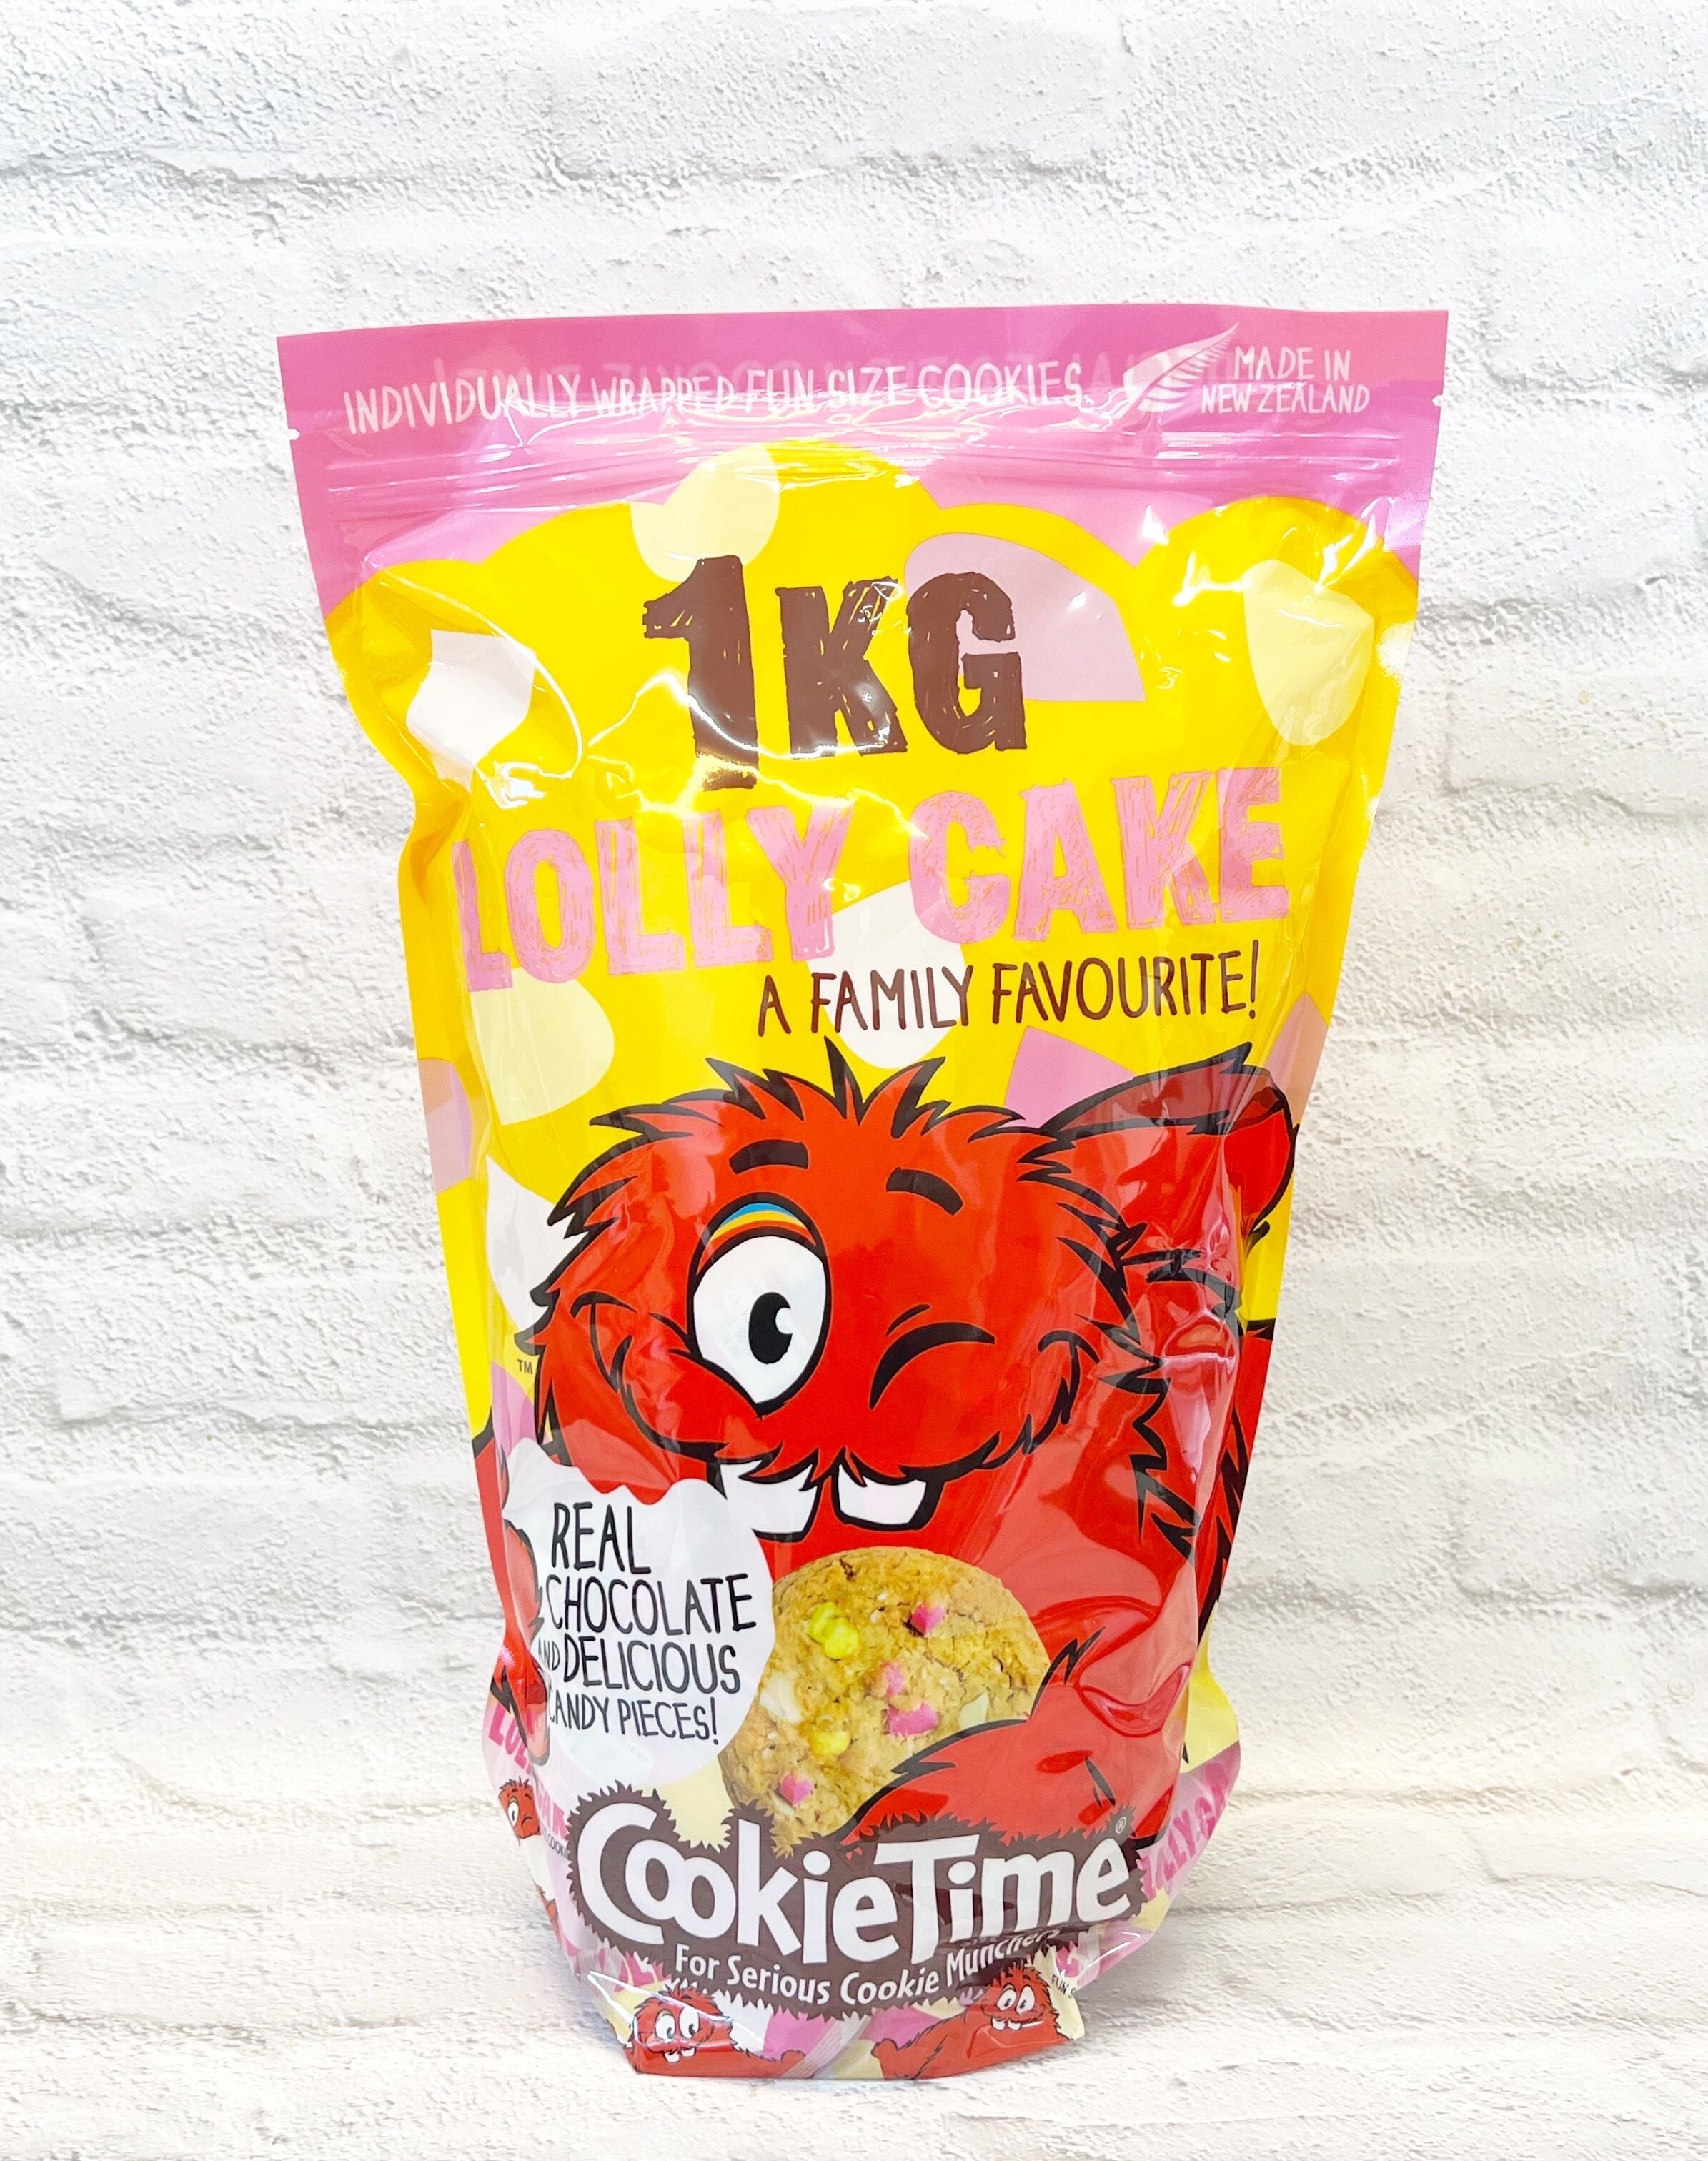 INDIVIDUALLY WRAPPED FUN SIZE COOKIES
MADE IN
NEW ZEALAND
1KG
LOLLY CAKE
A FAMILY FAVOURITE!
TM
REAL
CHOCOLATE
AND DELICIOUS
CANDY PIECES!
CookieTime®
For Serious Cookie Munchers